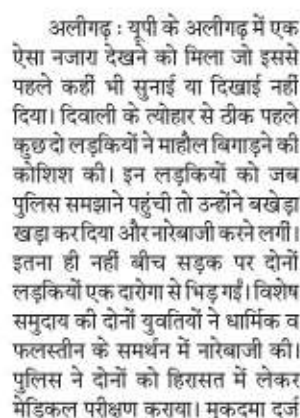 अलीगढ़ : यूपी के अलीगढ़ में एक
ऐसा नजारा देखने को मिला जो इससे
पहले कहीं भी सुनाई या दिखाई नहीं
दिया। दिवाली के त्योहार से ठीक पहले
कुछ दो लड़कियों ने माहौल बिगाड़ने की
कोशिश की। इन लड़कियों को जब
पुलिस समझाने पहुंची तो उन्होंने बखेड़ा
खड़ा कर दिया और नारेबाजी करने लगीं।
इतना ही नहीं बीच सड़क पर दोनों
लड़कियों एक दारोगा से भिड़ गईं। विशेष
समुदाय की दोनों युवतियों ने धार्मिक व
फलस्तीन के समर्थन में नारेबाजी की।
पुलिस ने दोनों को हिरासत में लेकर
मेडिकल परीक्षण कराया। मुकदमा दर्ज